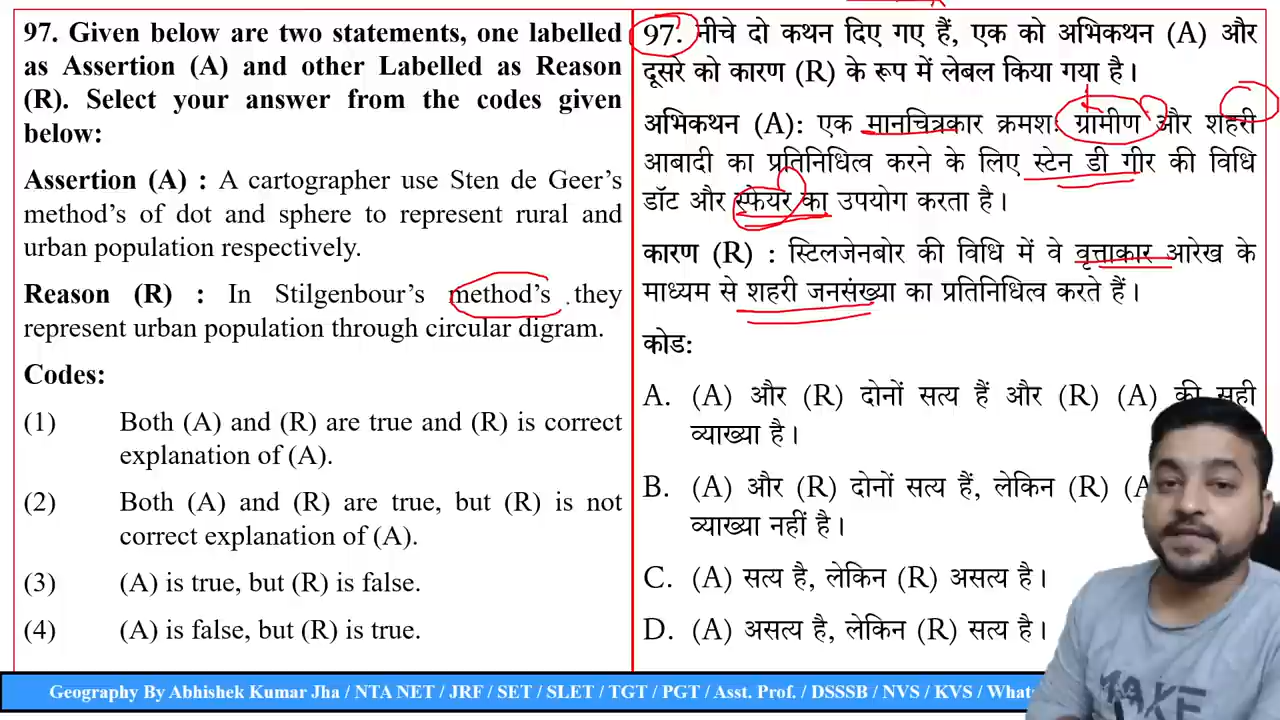 97. Given below are two statements, one labelled
as Assertion (A) and other Labelled as Reason
(R). Select your answer from the codes given
below:
Assertion (A) : A cartographer use Sten de Geer’s
method’s of dot and sphere to represent rural and
urban population respectively.
Reason (R) : In Stilgenbour’s method’s they
represent urban population through circular digram.
Codes:
(1) Both (A) and (R) are true and (R) is correct
explanation of (A).
(2) Both (A) and (R) are true, but (R) is not
correct explanation of (A).
(3) (A) is true, but (R) is false.
(4) (A) is false, but (R) is true.
97. नीचे दो कथन दिए गए हैं, एक को अभिकथन (A) और
दूसरे को कारण (R) के रूप में लेबल किया गया है।
अभिकथन (A): एक मानचित्रकार क्रमशः ग्रामीण और शहरी
आबादी का प्रतिनिधित्व करने के लिए स्टेन डी गीर की विधि
डॉट और स्फेयर का उपयोग करता है।
कारण (R) : स्टिलजेनबोर की विधि में वे वृत्ताकार आरेख के
माध्यम से शहरी जनसंख्या का प्रतिनिधित्व करते हैं।
कोड:
A. (A) और (R) दोनों सत्य हैं और (R) (A) की सही
व्याख्या है।
B. (A) और (R) दोनों सत्य हैं, लेकिन (R)
व्याख्या नहीं है।
C. (A) सत्य है, लेकिन (R) असत्य है।
D. (A) असत्य है, लेकिन (R) सत्य है।
Geography By Abhishek Kumar Jha / NTA NET / JRF / SET / SLET / TGT / PGT / Asst. Prof. / DSSSB / NVS / KVS /